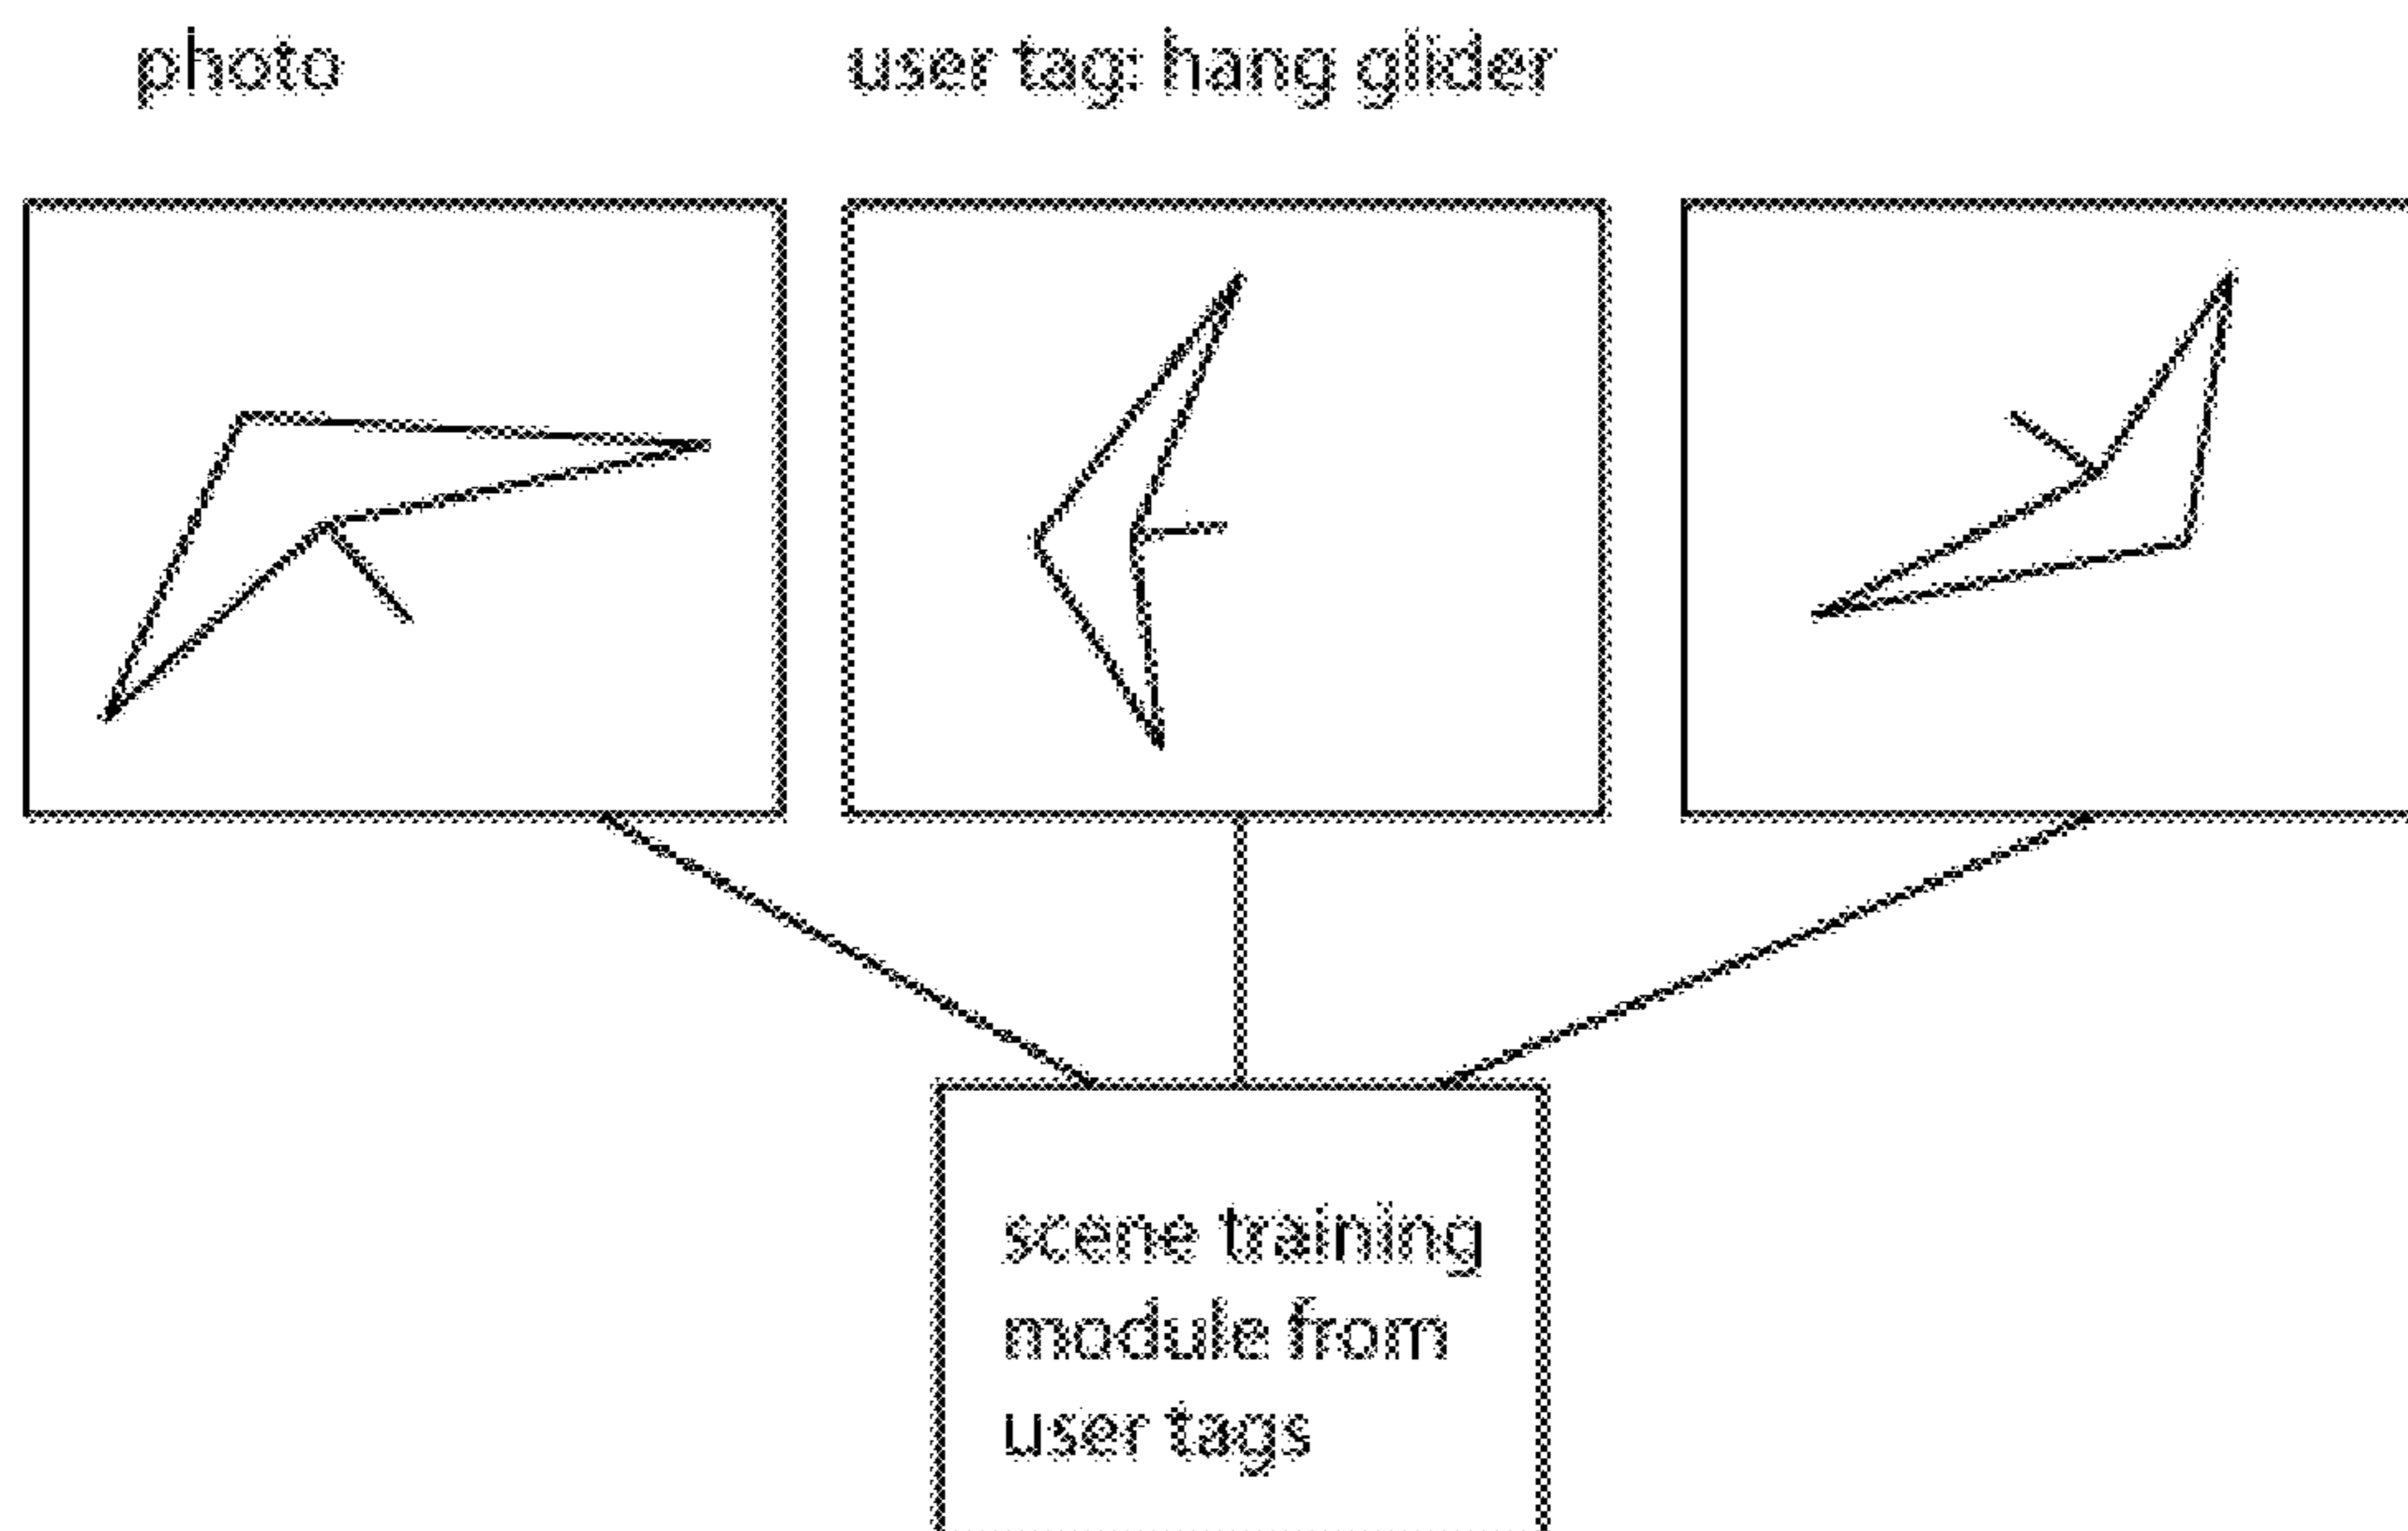 photo
user tag: hang glider
scene training
module from
user tags